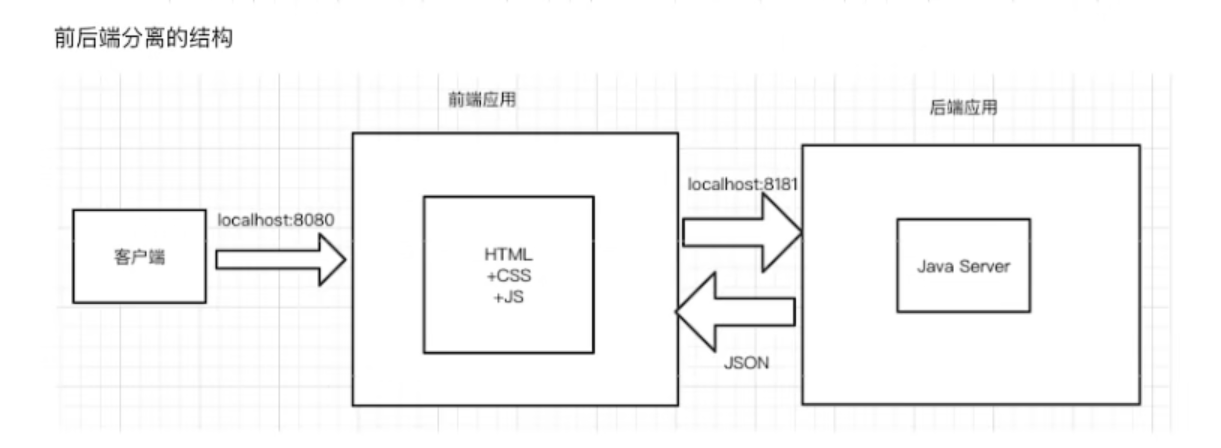 前后端分离的结构
前端应用
后端应用
localhost:8080
localhost:8181
客户端
HTML
+CSS
+JS
Java Server
JSON